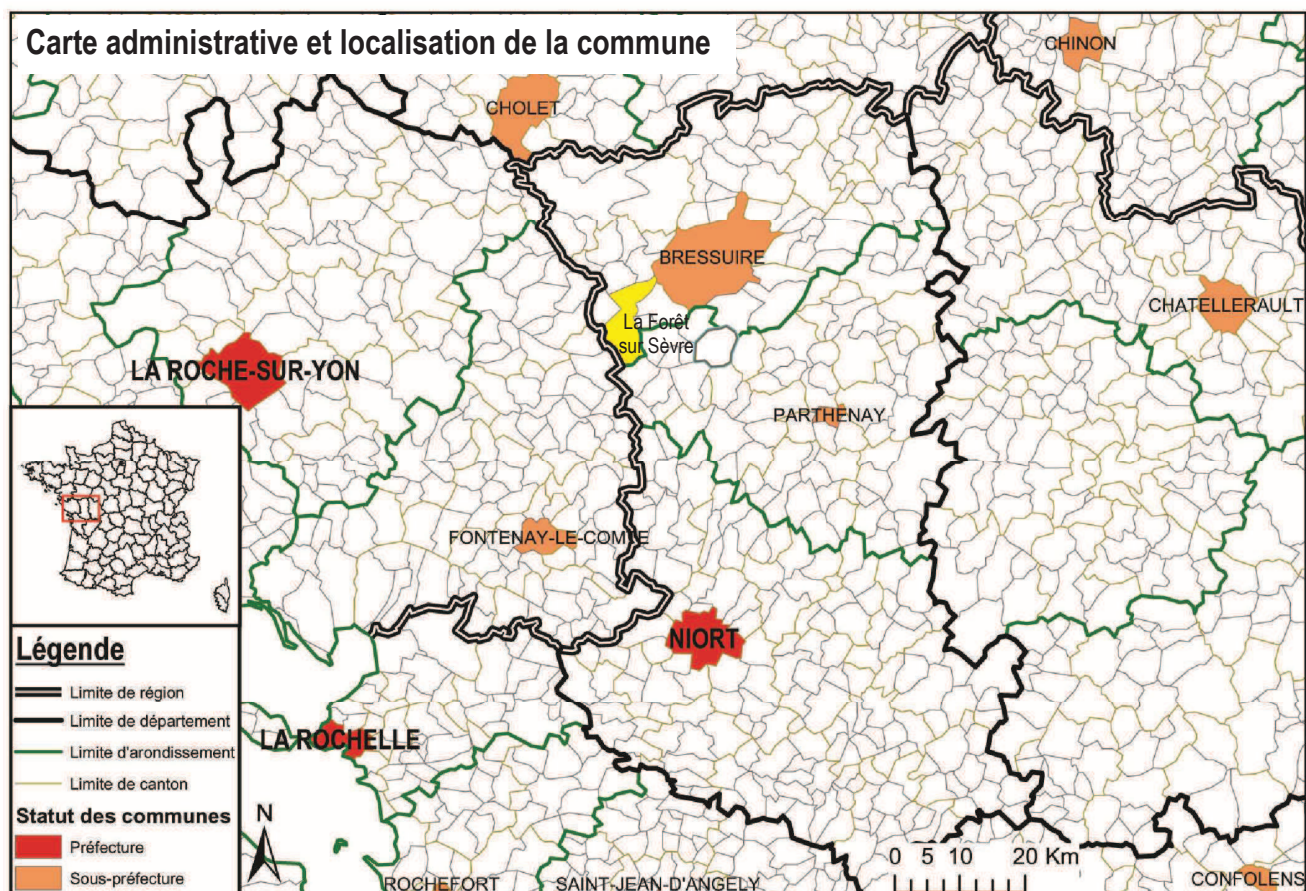 Carte administrative et localisation de la commune
CHINON
CHOLET
BRESSUIRE
CHATELLERAULT
La Forêt
sur Sèvre
LA ROCHE-SUR-YON
PARTHENAY
FONTENAY-LE-COMTE
NIORT
LA ROCHELLE
ROCHEFORT
SAINT-JEAN-D'ANGELY
CONFOLENS
Légende
Limite de région
Limite de département
Limite d'arondissement
Limite de canton
Statut des communes
Préfecture
Sous-préfecture
N
0 5 10 20 Km